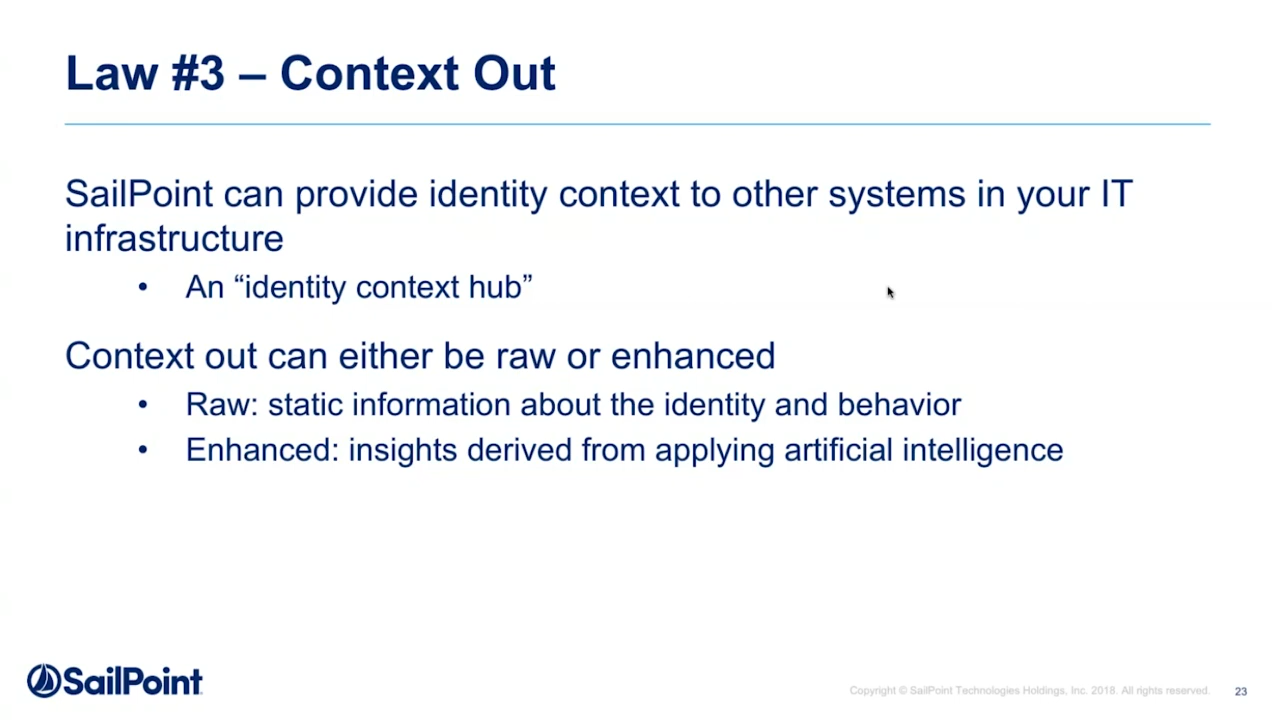 Law #3 – Context Out
SailPoint can provide identity context to other systems in your IT
infrastructure
• An “identity context hub”
Context out can either be raw or enhanced
• Raw: static information about the identity and behavior
• Enhanced: insights derived from applying artificial intelligence
SailPoint
Copyright © SailPoint Technologies Holdings, Inc. 2018. All rights reserved.
23